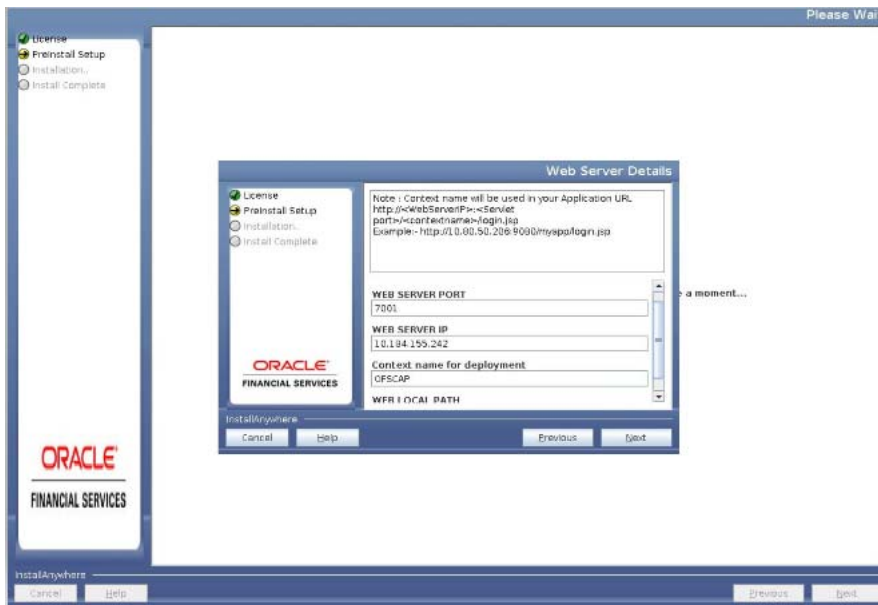 Please Wai
License
Preinstall Setup
Installation..
Install Complete
Web Server Details
License
Preinstall Setup
Installation..
Install Complete
Note : Context name will be used in your Application URL
http://<WebServerIP>:<Servlet
port>/<contextname>/login.jsp
Example:- http://10.80.50.206:9080/myapp/login.jsp
WEB SERVER PORT
7001
WEB SERVER IP
10.184.155.242
Context name for deployment
OFSCAP
WEB LOCAL PATH
a moment...
ORACLE'
FINANCIAL SERVICES
InstallAnywhere
Cancel
Help
Previous
Next
ORACLE'
FINANCIAL SERVICES
InstallAnywhere
Cancel
Help
Previous
Next